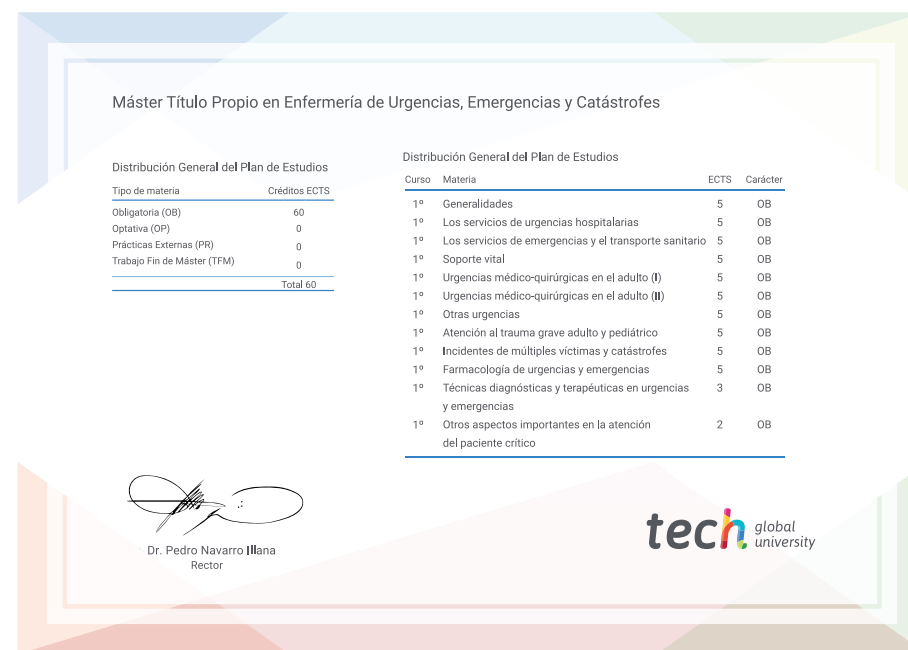 Máster Título Propio en Enfermería de Urgencias, Emergencias y Catástrofes
Distribución General del Plan de Estudios
Tipo de materia Créditos ECTS
Obligatoria (OB) 60
Optativa (OP) 0
Prácticas Externas (PR) 0
Trabajo Fin de Máster (TFM) 0
Total 60
Distribución General del Plan de Estudios
Curso Materia ECTS Carácter
1º Generalidades 5 OB
1º Los servicios de urgencias hospitalarias 5 OB
1º Los servicios de emergencias y el transporte sanitario 5 OB
1º Soporte vital 5 OB
1º Urgencias médico-quirúrgicas en el adulto (I) 5 OB
1º Urgencias médico-quirúrgicas en el adulto (II) 5 OB
1º Otras urgencias 5 OB
1º Atención al trauma grave adulto y pediátrico 5 OB
1º Incidentes de múltiples víctimas y catástrofes 5 OB
1º Farmacología de urgencias y emergencias 5 OB
1º Técnicas diagnósticas y terapéuticas en urgencias 3 OB
y emergencias
1º Otros aspectos importantes en la atención 2 OB
del paciente crítico
Dr. Pedro Navarro Illana
Rector
tech global
university